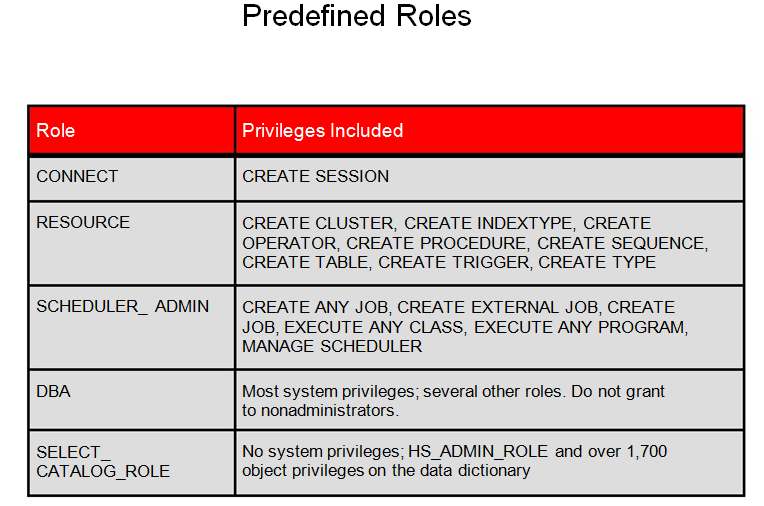 Predefined Roles
Role
Privileges Included
CONNECT
CREATE SESSION
RESOURCE
CREATE CLUSTER, CREATE INDEXTYPE, CREATE
OPERATOR, CREATE PROCEDURE, CREATE SEQUENCE,
CREATE TABLE, CREATE TRIGGER, CREATE TYPE
SCHEDULER_ ADMIN
CREATE ANY JOB, CREATE EXTERNAL JOB, CREATE
JOB, EXECUTE ANY CLASS, EXECUTE ANY PROGRAM,
MANAGE SCHEDULER
DBA
Most system privileges; several other roles. Do not grant
to nonadministrators.
SELECT_
CATALOG_ROLE
No system privileges; HS_ADMIN_ROLE and over 1,700
object privileges on the data dictionary